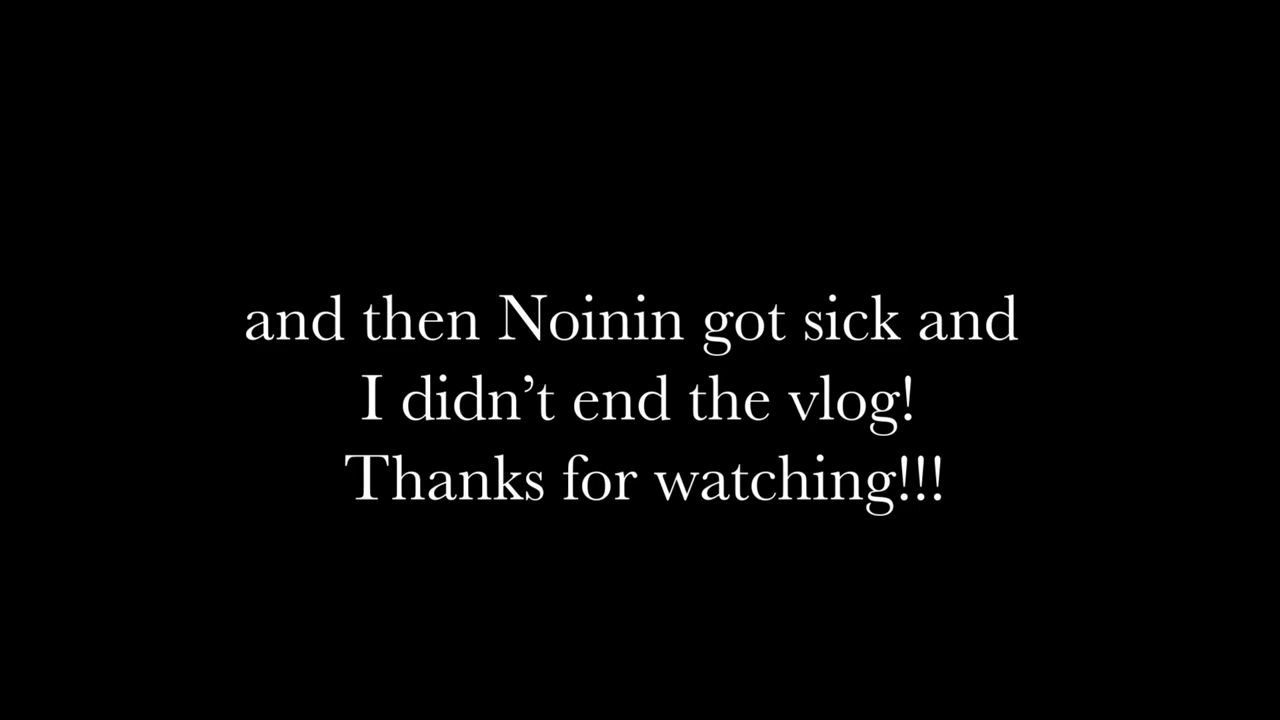 and then Noinin got sick and
I didn’t end the vlog!
Thanks for watching!!!